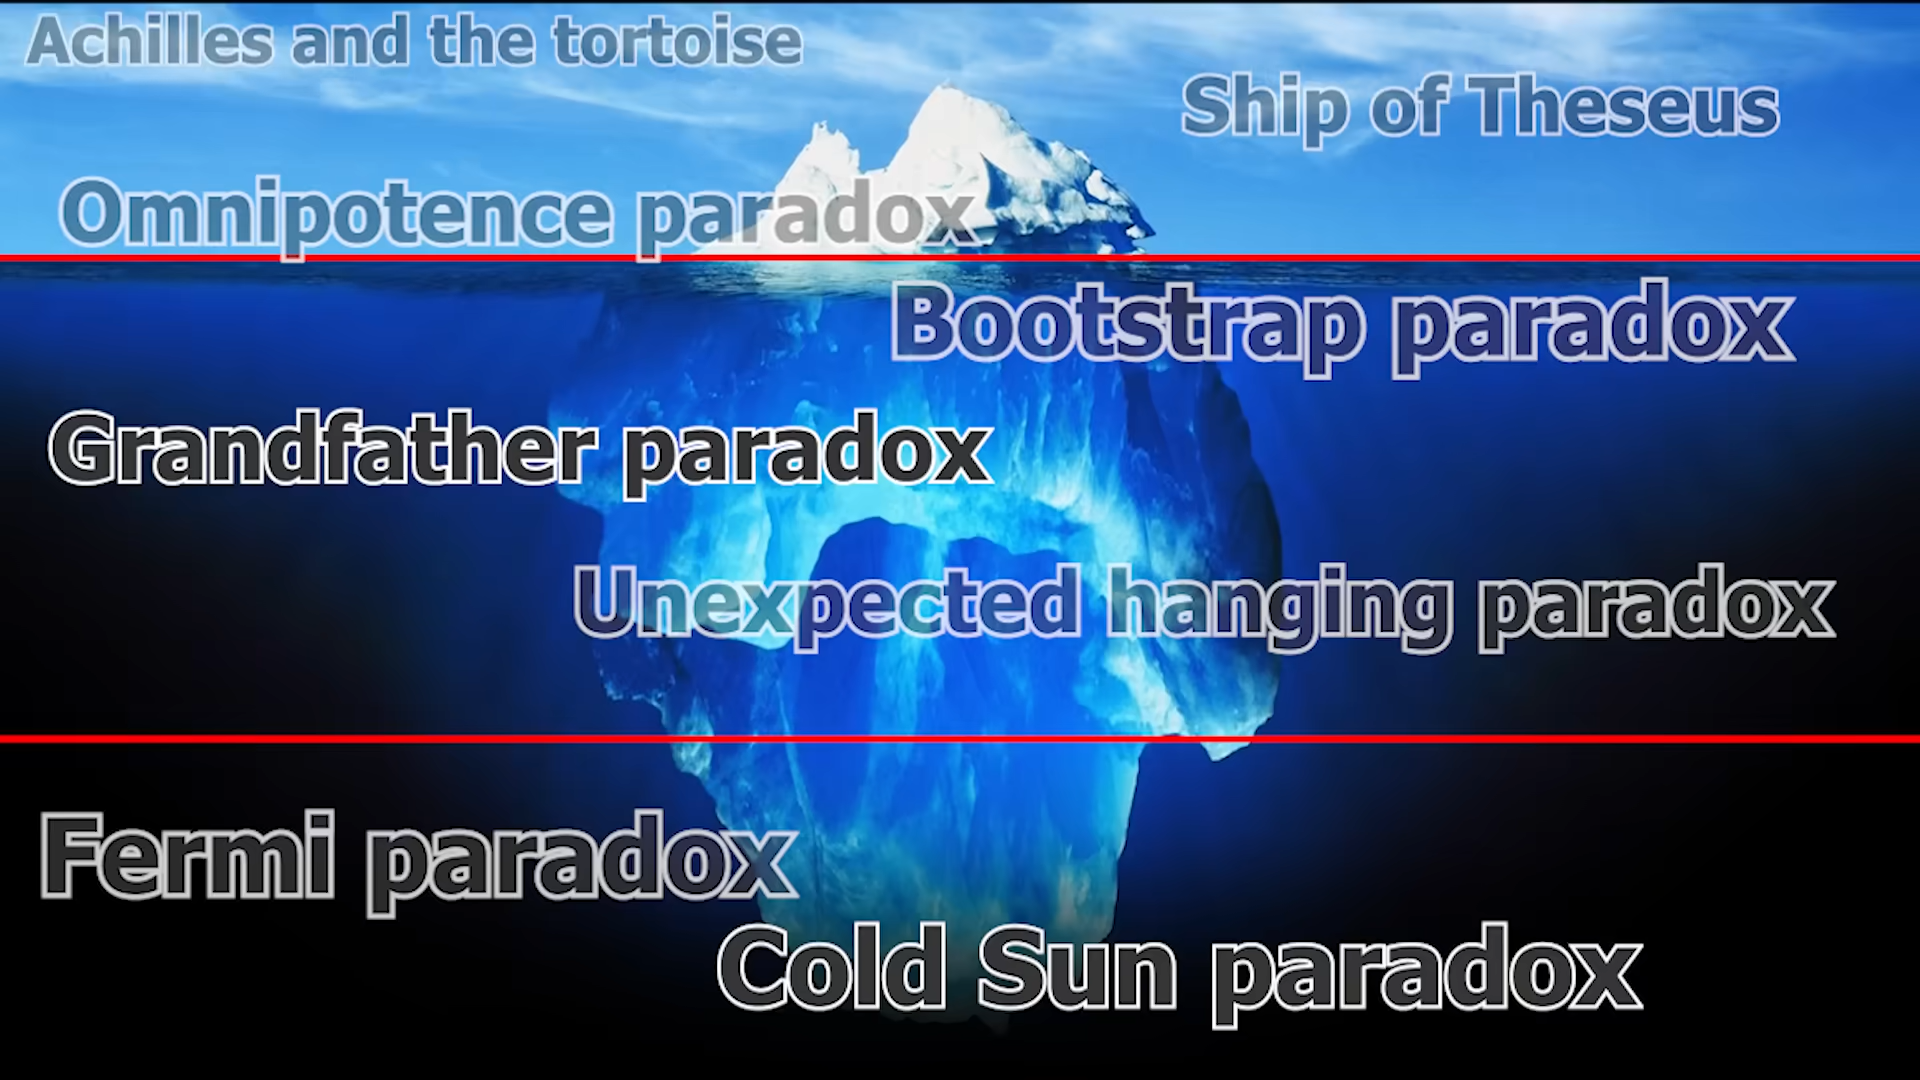 Achilles and the tortoise
Ship of Theseus
Omnipotence paradox
Bootstrap paradox
Grandfather paradox
Unexpected hanging paradox
Fermi paradox
Cold Sun paradox